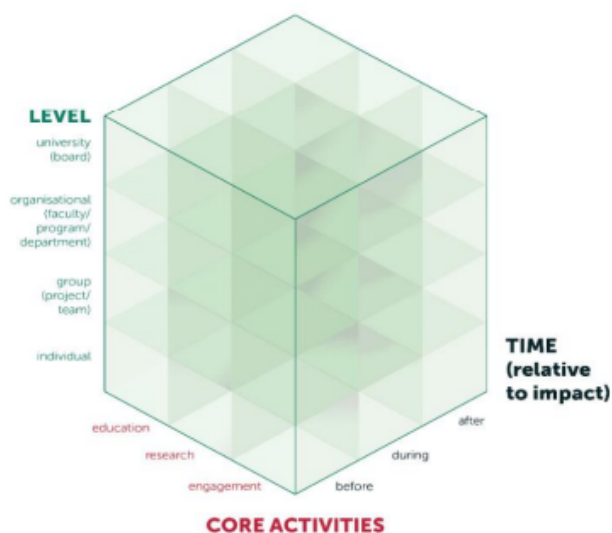 LEVEL
university
(board)
organisational
(faculty/
program/
department)
group
(project/
team)
individual
TIME
(relative
to impact)
education
research
engagement
before
during
after
CORE ACTIVITIES